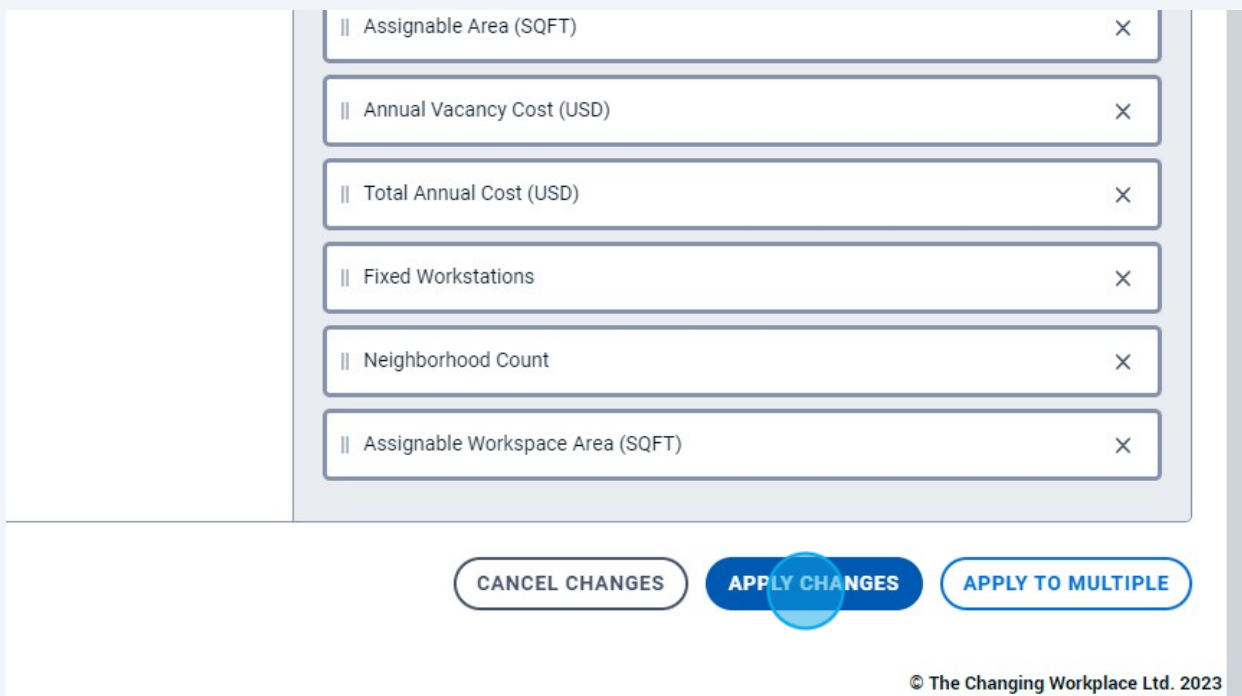 Assignable Area (SQFT)
Annual Vacancy Cost (USD)
Total Annual Cost (USD)
Fixed Workstations
Neighborhood Count
Assignable Workspace Area (SQFT)
CANCEL CHANGES APPLY CHANGES APPLY TO MULTIPLE
© The Changing Workplace Ltd. 2023